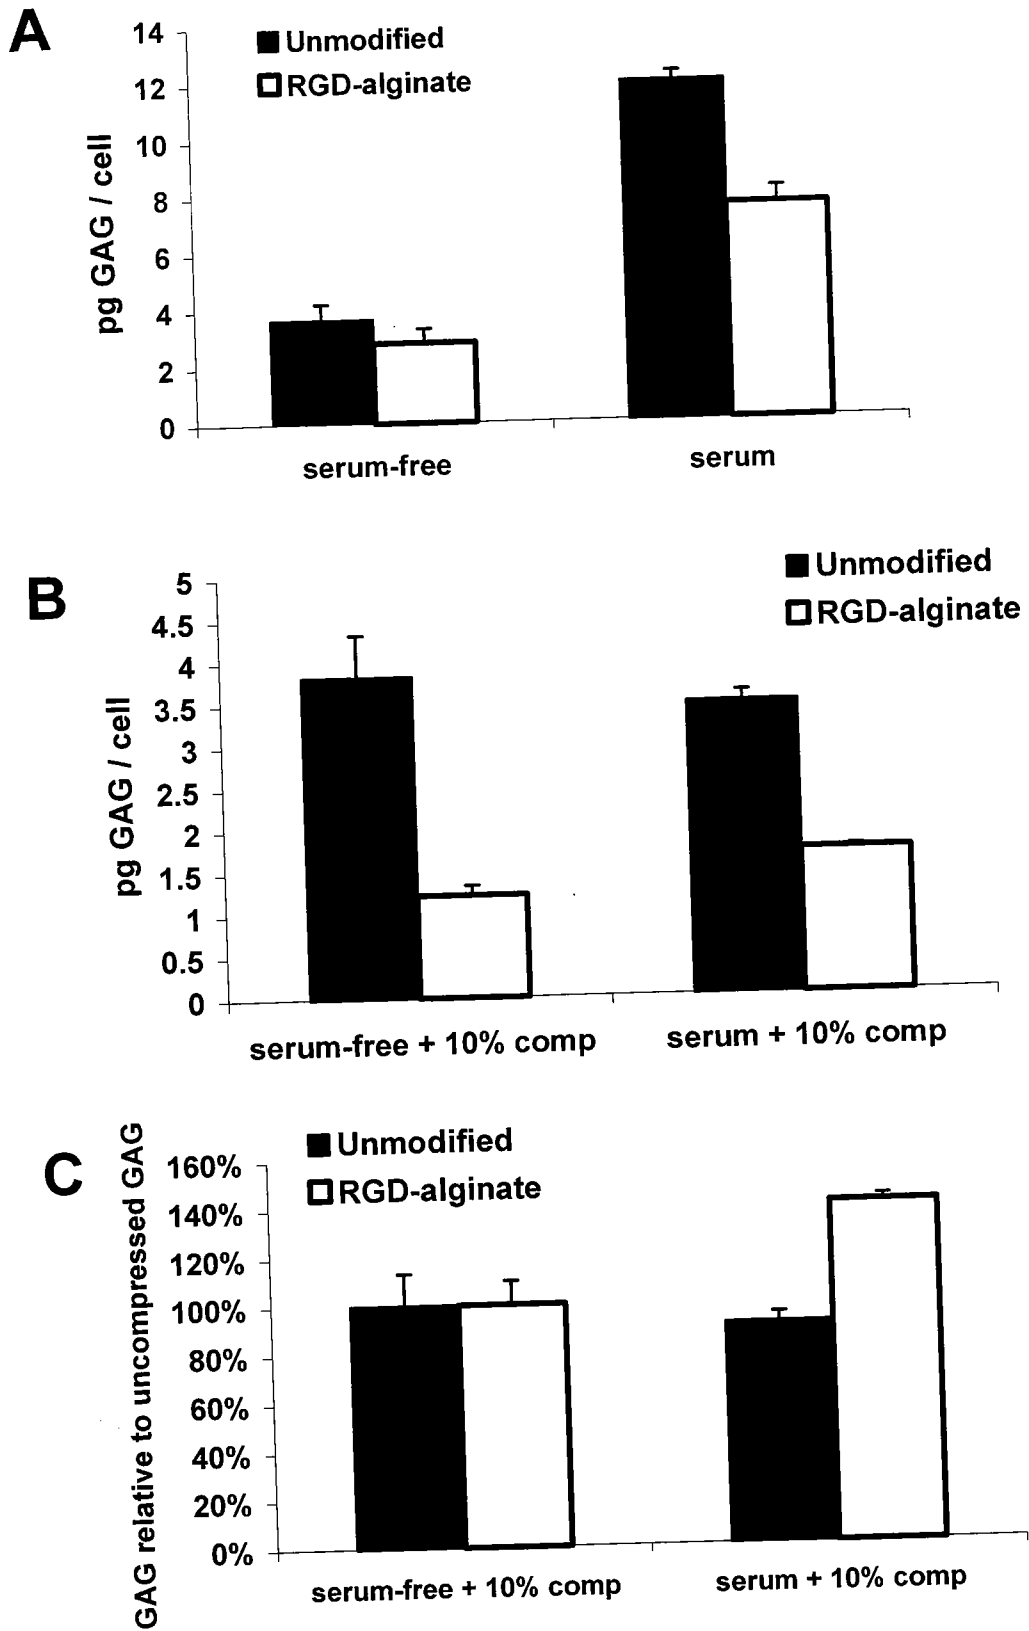 A
14
12
10
8
6
4
2
0
pg GAG / cell
Unmodified
RGD-alginate
serum-free
serum
B
5
4.5
4
3.5
3
2.5
2
1.5
1
0.5
0
pg GAG / cell
Unmodified
RGD-alginate
serum-free + 10% comp
serum + 10% comp
C
160%
140%
120%
100%
80%
60%
40%
20%
0%
GAG relative to uncompressed GAG
Unmodified
RGD-alginate
serum-free + 10% comp
serum + 10% comp